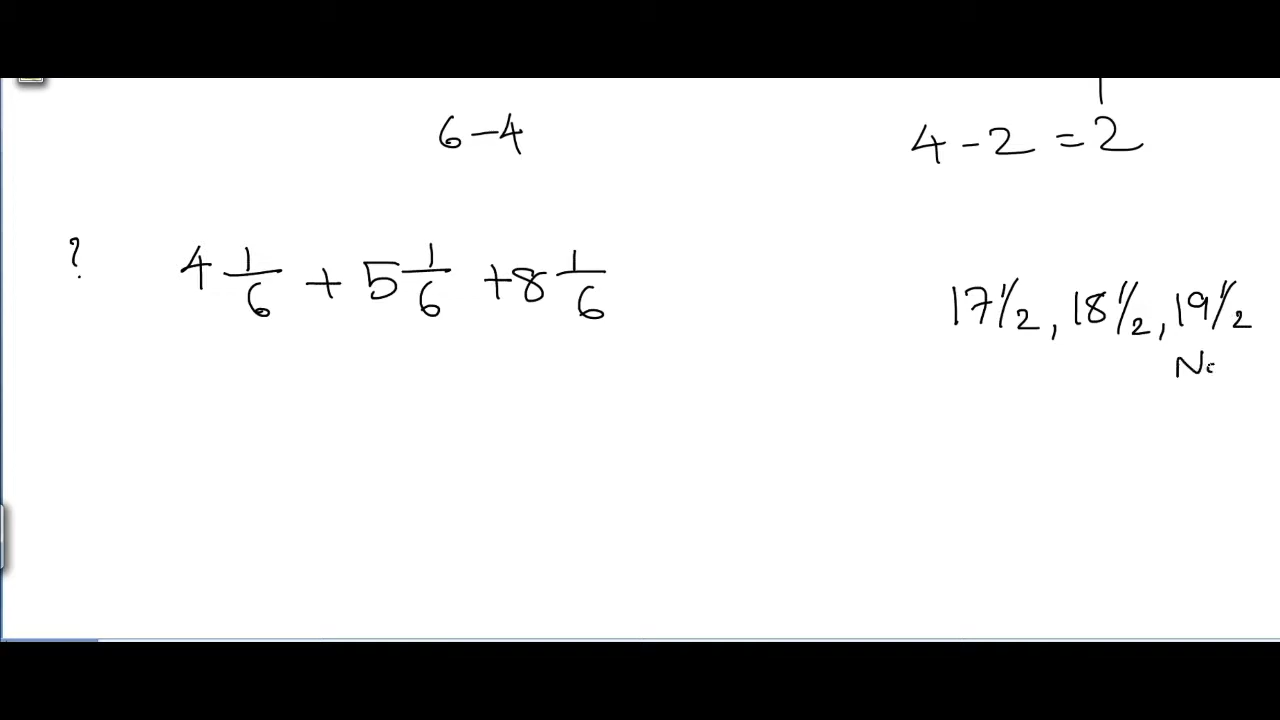 6 - 4
4 - 2 = 2
? 4 1/6 + 5 1/6 + 8 1/6
17 1/2, 18 1/2, 19 1/2